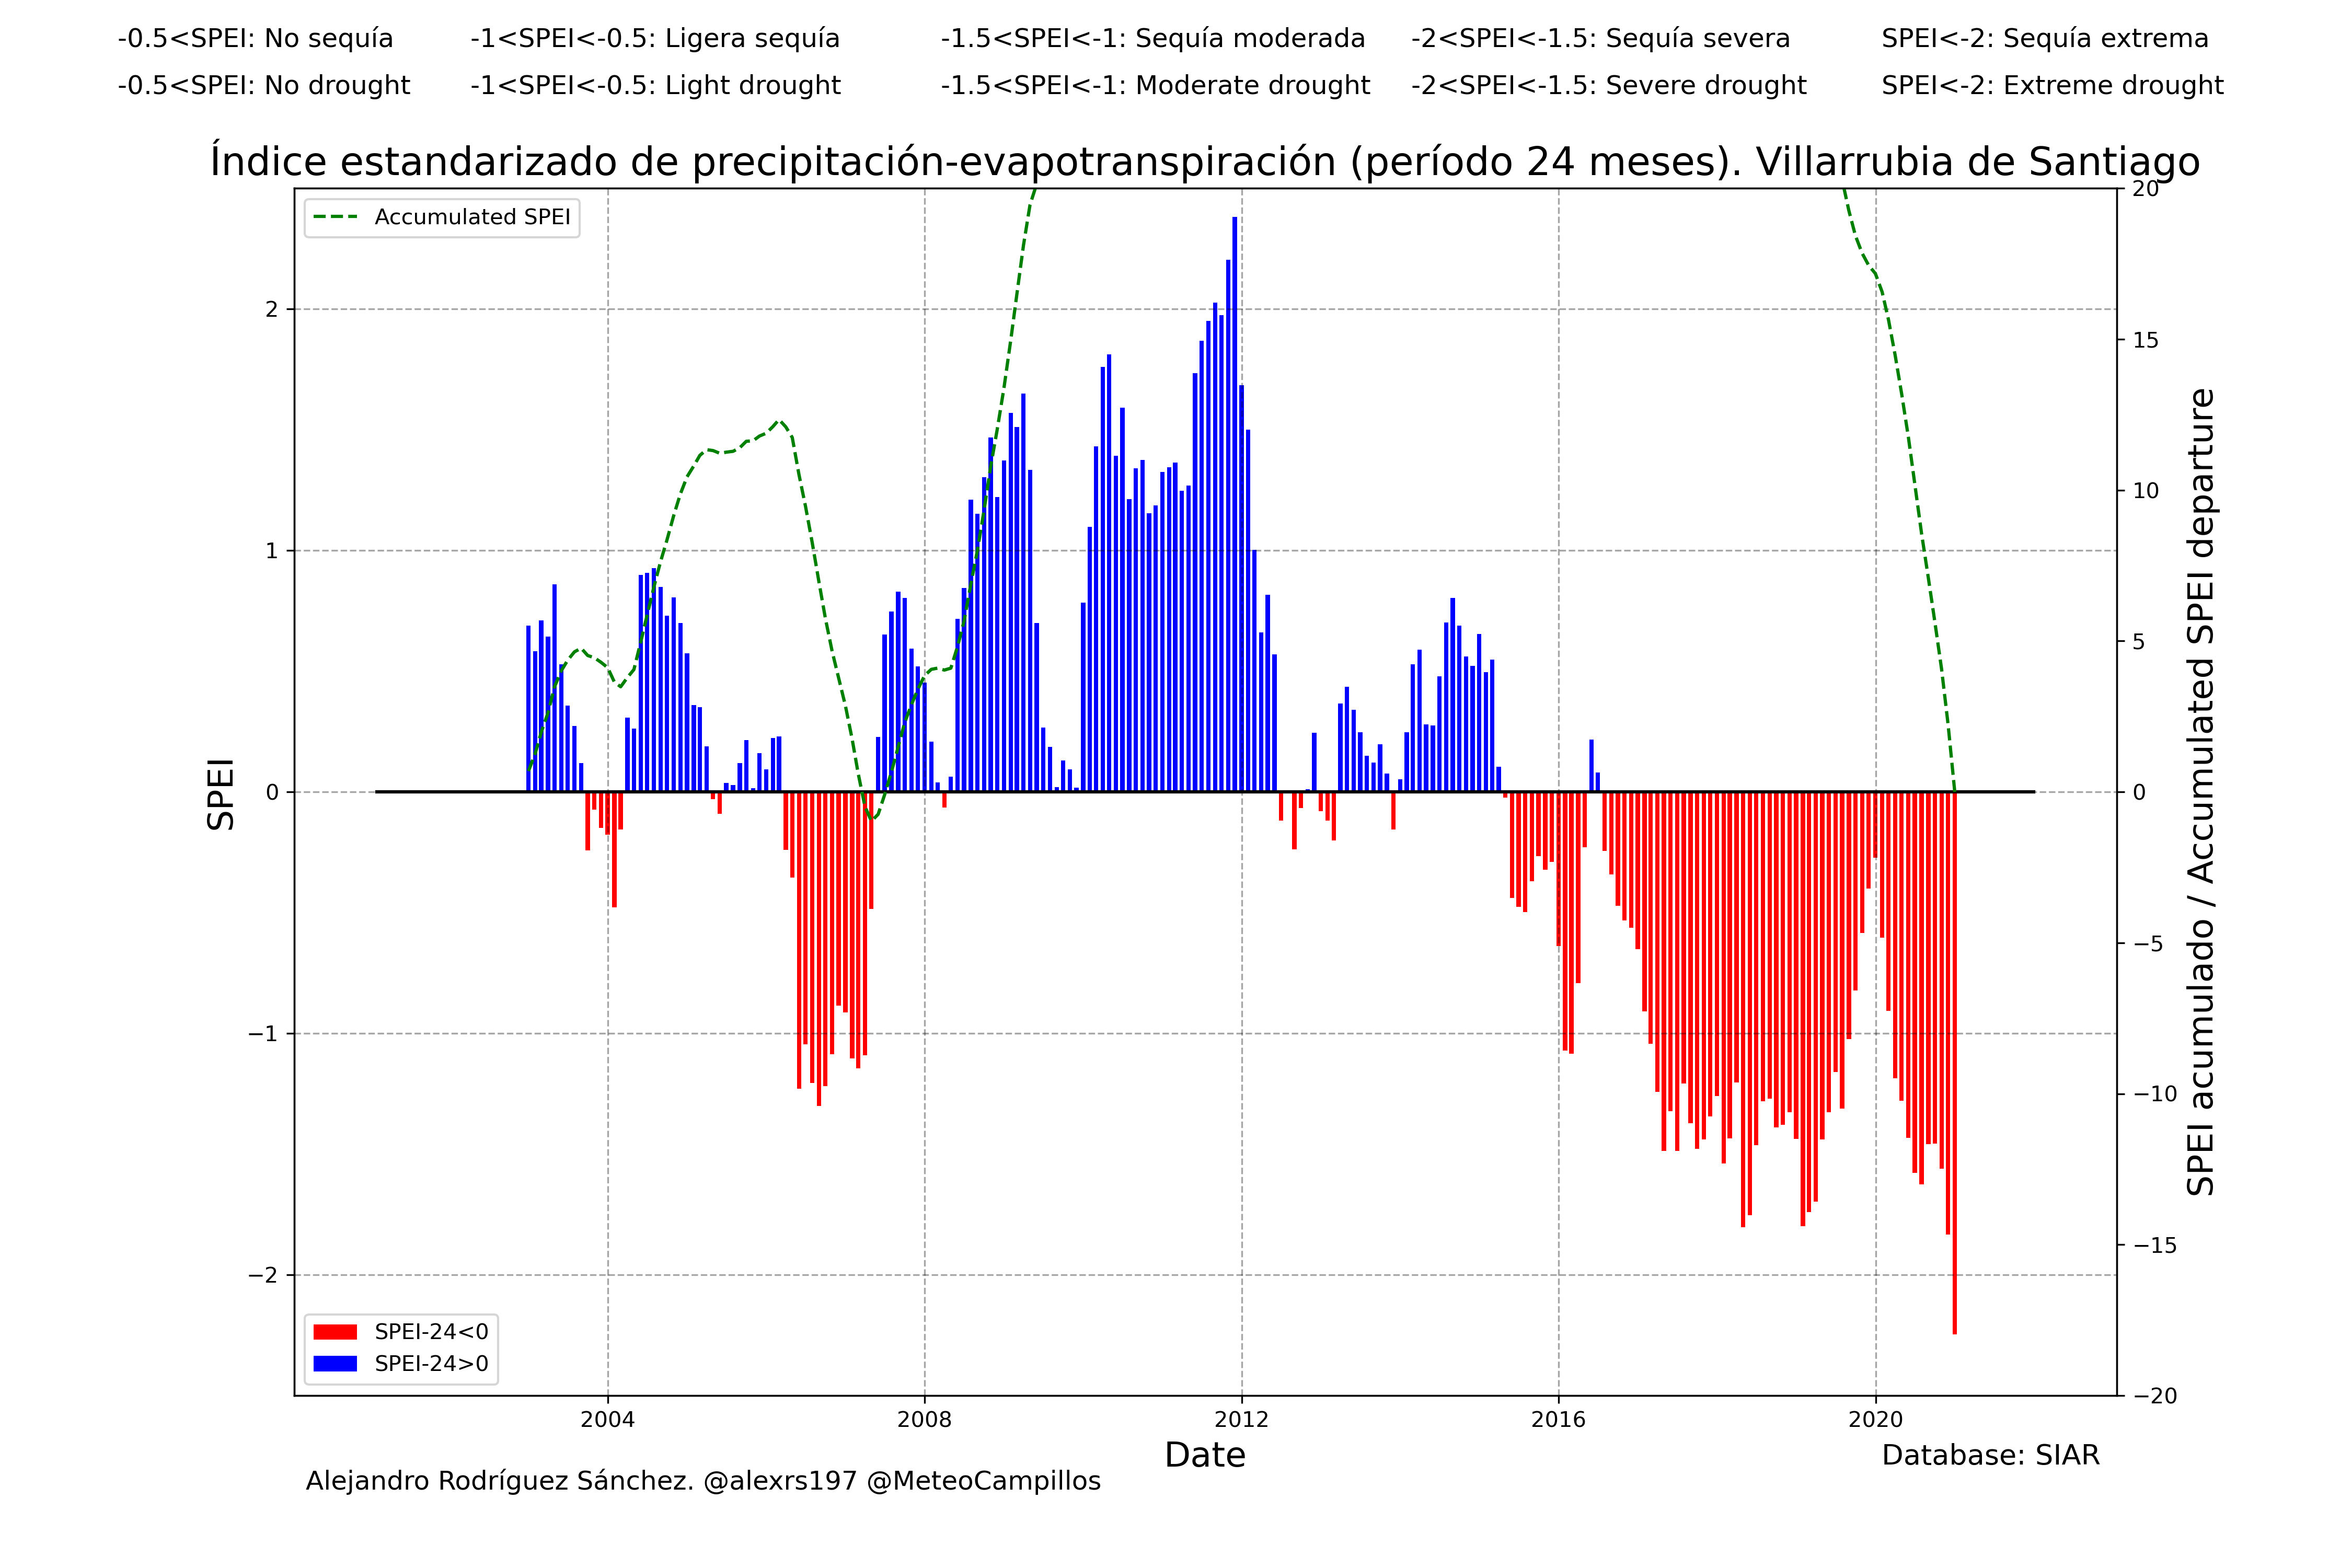 -0.5<SPEI: No sequía -1<SPEI<-0.5: Ligera sequía -1.5<SPEI<-1: Sequía moderada -2<SPEI<-1.5: Sequía severa SPEI<-2: Sequía extrema
-0.5<SPEI: No drought -1<SPEI<-0.5: Light drought -1.5<SPEI<-1: Moderate drought -2<SPEI<-1.5: Severe drought SPEI<-2: Extreme drought
Índice estandarizado de precipitación-evapotranspiración (período 24 meses). Villarrubia de Santiago
Accumulated SPEI
SPEI
2
1
0
−1
−2
20
15
10
5
0
−5
−10
−15
−20
SPEI acumulado / Accumulated SPEI departure
SPEI-24<0
SPEI-24>0
2004 2008 2012 2016 2020
Date
Database: SIAR
Alejandro Rodríguez Sánchez. @alexrs197 @MeteoCampillos